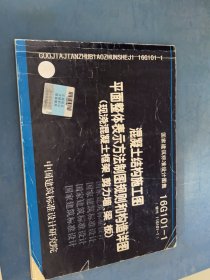 GUOJIAJIANZHUBIAOZHUNSHEJI 16G101-1
国家建筑标准设计图集 16G101-1
混凝土结构施工图
平面整体表示方法制图规则和构造详图
(现浇混凝土框架、剪力墙、梁、板)
中国建筑标准设计研究院